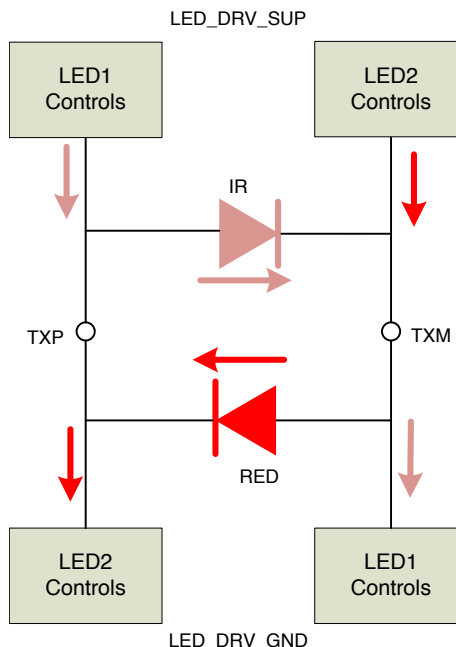 LED_DRV_SUP
LED1
Controls
LED2
Controls
IR
TXP
TXM
RED
LED2
Controls
LED1
Controls
LED_DRV_GND